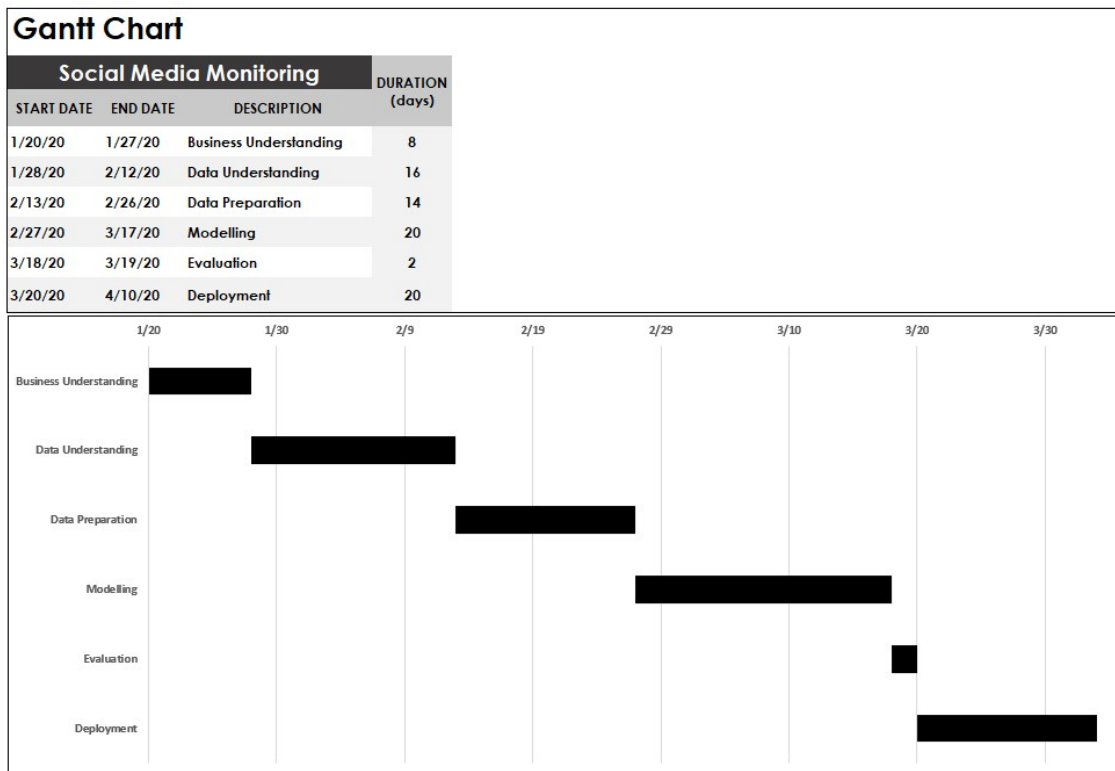 Gantt Chart
Social Media Monitoring
DURATION
(days)
START DATE END DATE DESCRIPTION
1/20/20 1/27/20 Business Understanding 8
1/28/20 2/12/20 Data Understanding 16
2/13/20 2/26/20 Data Preparation 14
2/27/20 3/17/20 Modelling 20
3/18/20 3/19/20 Evaluation 2
3/20/20 4/10/20 Deployment 20
1/20 1/30 2/9 2/19 2/29 3/10 3/20 3/30
Business Understanding
Data Understanding
Data Preparation
Modelling
Evaluation
Deployment